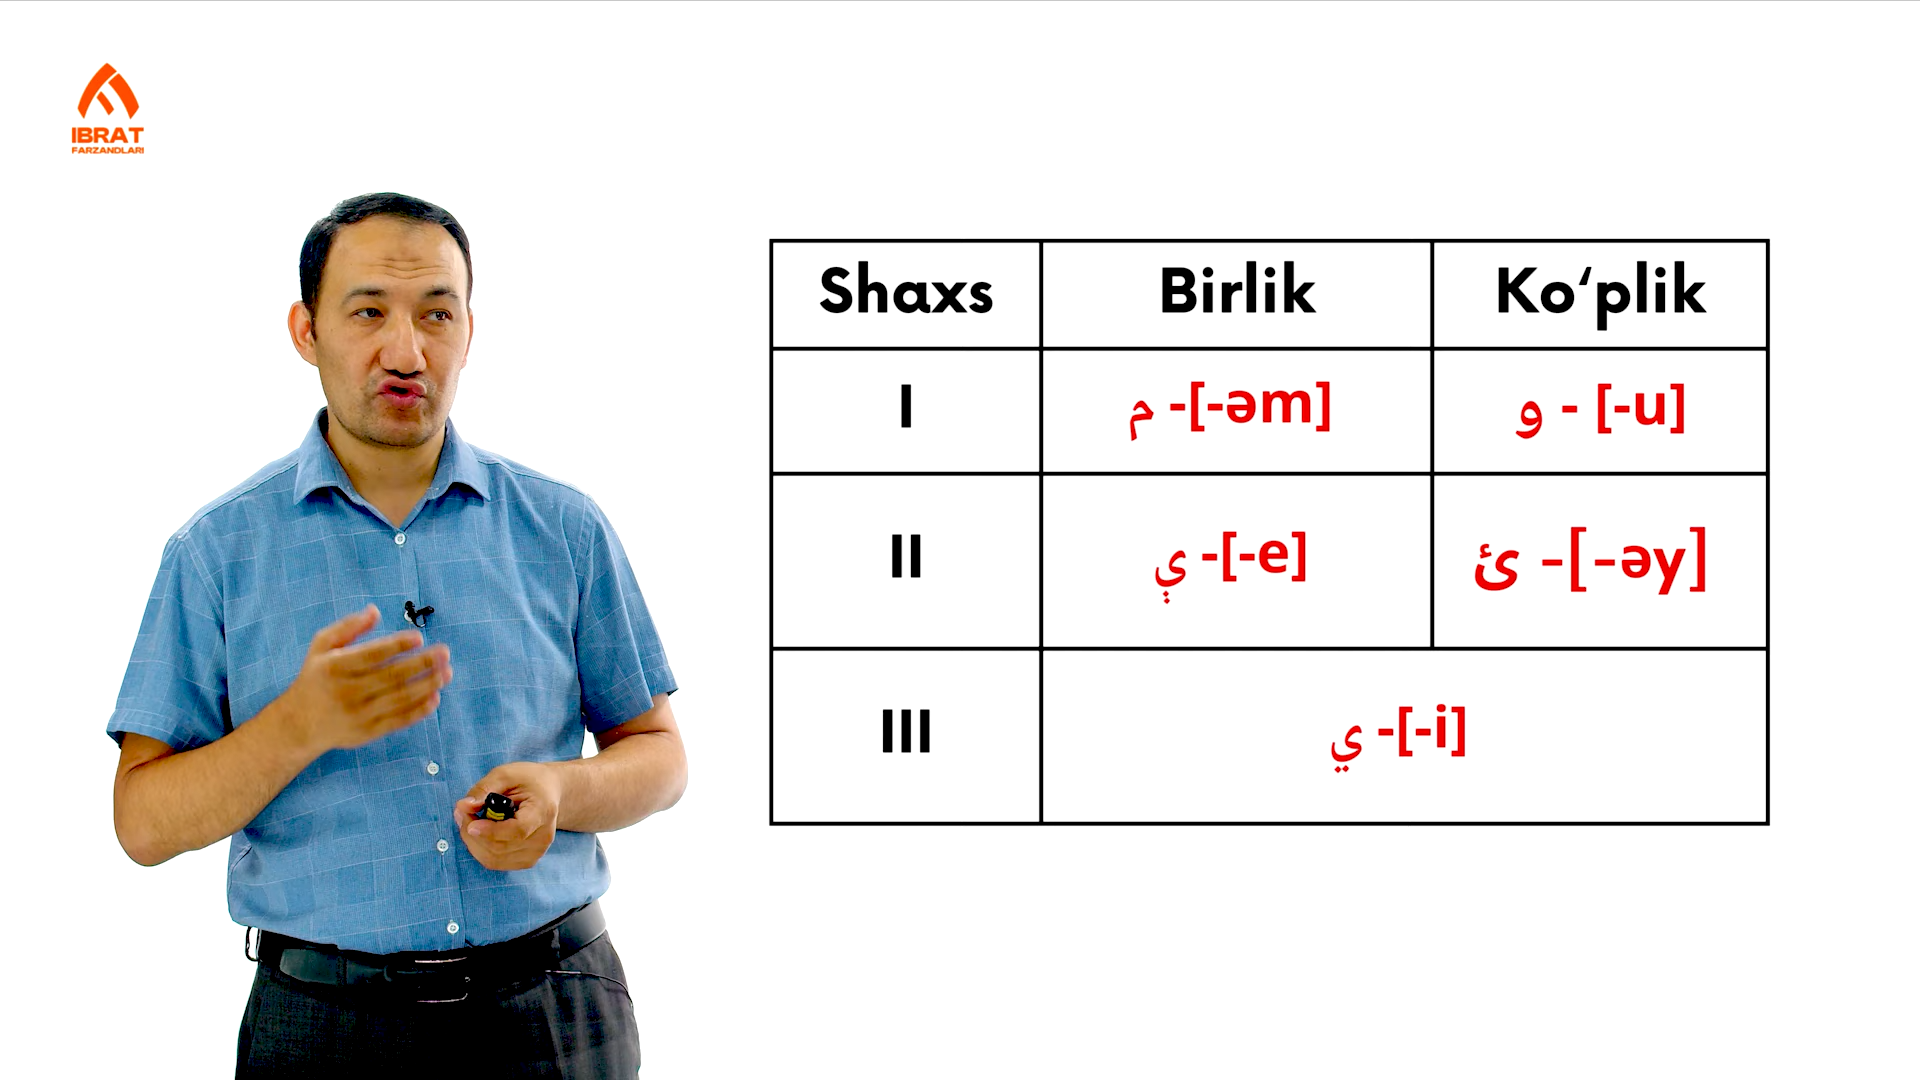 IBRAT
FARZANDLARI
Shaxs Birlik Ko‘plik
I م -[-əm] و - [-u]
II ې -[-e] ئ -[-əy]
III ي -[-i]